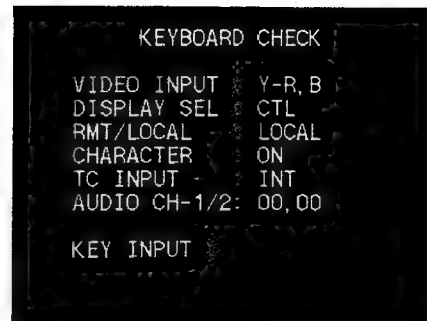 KEYBOARD CHECK
VIDEO INPUT : Y-R,B
DISPLAY SEL : CTL
RMT/LOCAL : LOCAL
CHARACTER : ON
TC INPUT : INT
AUDIO CH-1/2: 00,00
KEY INPUT :